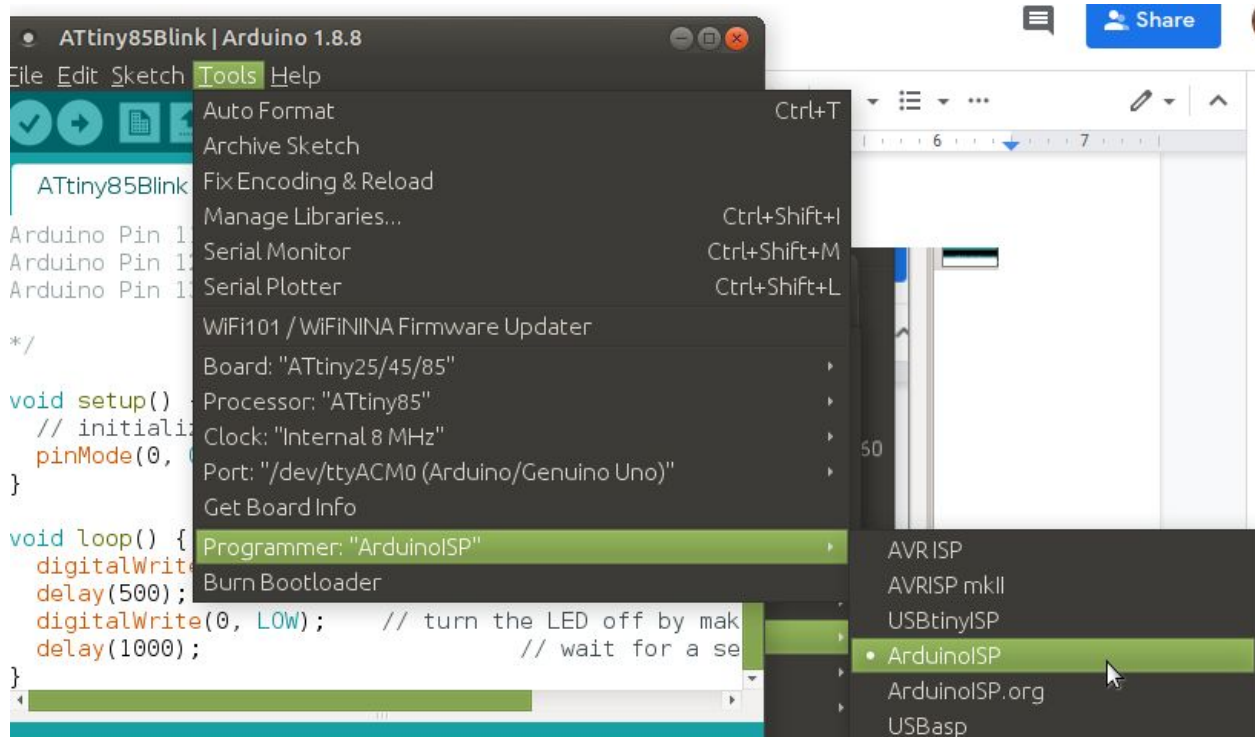 ATtiny85Blink | Arduino 1.8.8
Share
File Edit Sketch Tools Help
Auto Format Ctrl+T
Archive Sketch
6 7
ATtiny85Blink Fix Encoding & Reload
Manage Libraries... Ctrl+Shift+I
Arduino Pin
Serial Monitor Ctrl+Shift+M
Arduino Pin
Arduino Pin Serial Plotter Ctrl+Shift+L
WiFi101 / WiFiNINA Firmware Updater
*/
Board: "ATtiny25/45/85"
void setup() Processor: "ATtiny85"
// Clock: "Internal 8 MHz"
pinMode(0, 60
Port: "/dev/ttyACM0 (Arduino/Genuino Uno)"
}
Get Board Info
void loop() { Programmer: "ArduinoISP" AVR ISP
Burn Bootloader AVRISP mkII
delay(500);
digitalWrite(0, LOW); // turn the LED off by mak USBtinyISP
delay(1000); // wait for a se ArduinoISP
}
ArduinoISP.org
USBasp